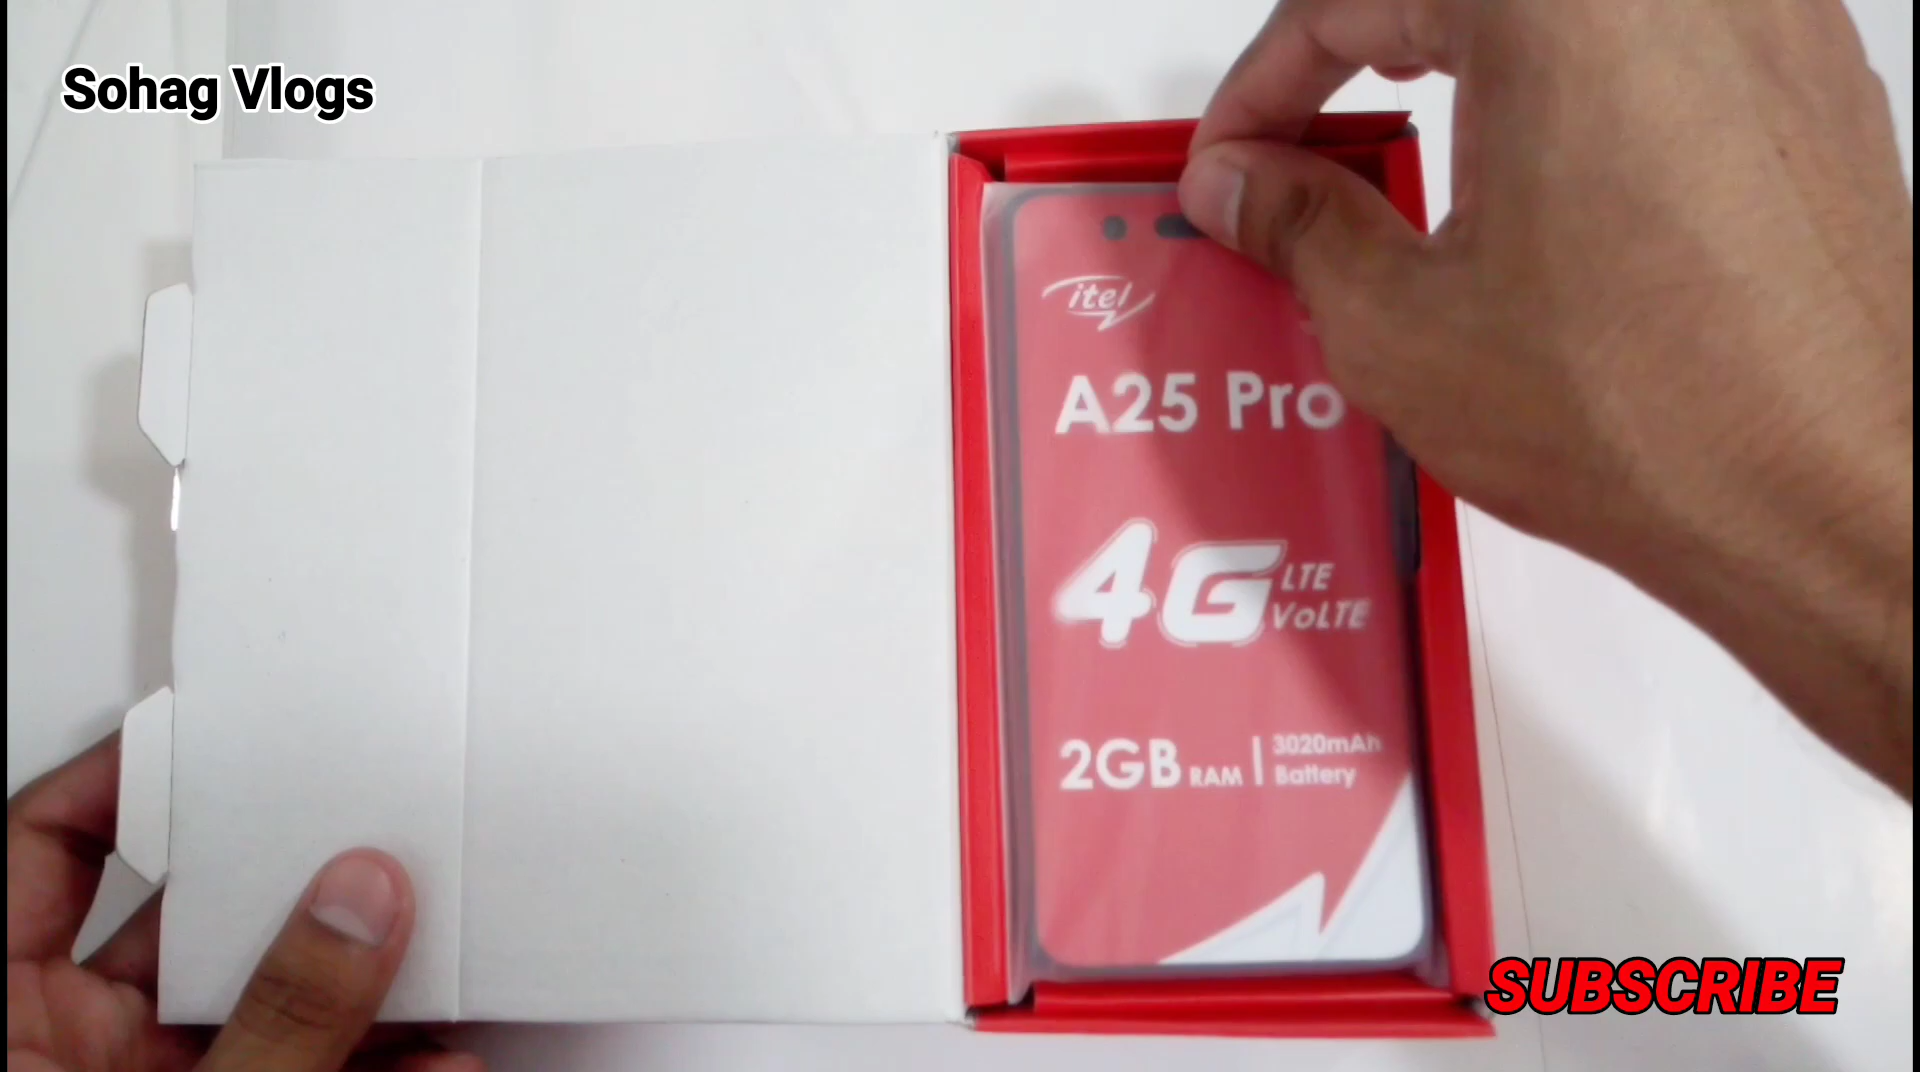 Sohag Vlogs
itel
A25 Pro
4G LTE
VoLTE
2GB RAM | 3020mAh
Battery
SUBSCRIBE